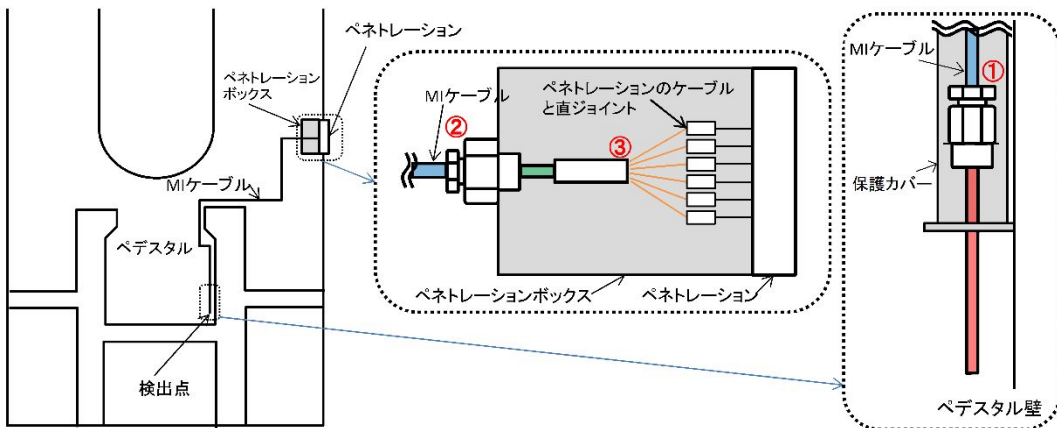 ペネトレーション
ペネトレーション
ボックス
MIケーブル
ペデスタル
検出点
MIケーブル
②
ペネトレーションのケーブル
と直ジョイント
③
ペネトレーションボックス
ペネトレーション
MIケーブル
①
保護カバー
ペデスタル壁